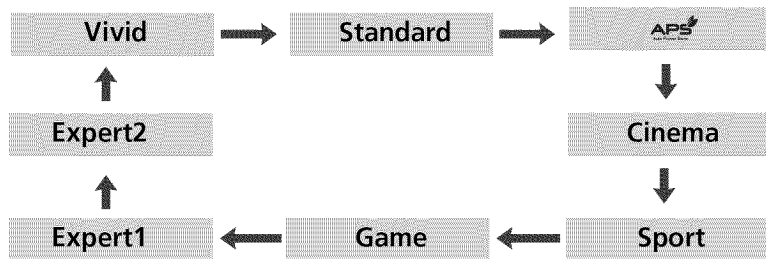 Vivid
Standard
APS
Cinema
Sport
Game
Expert1
Expert2